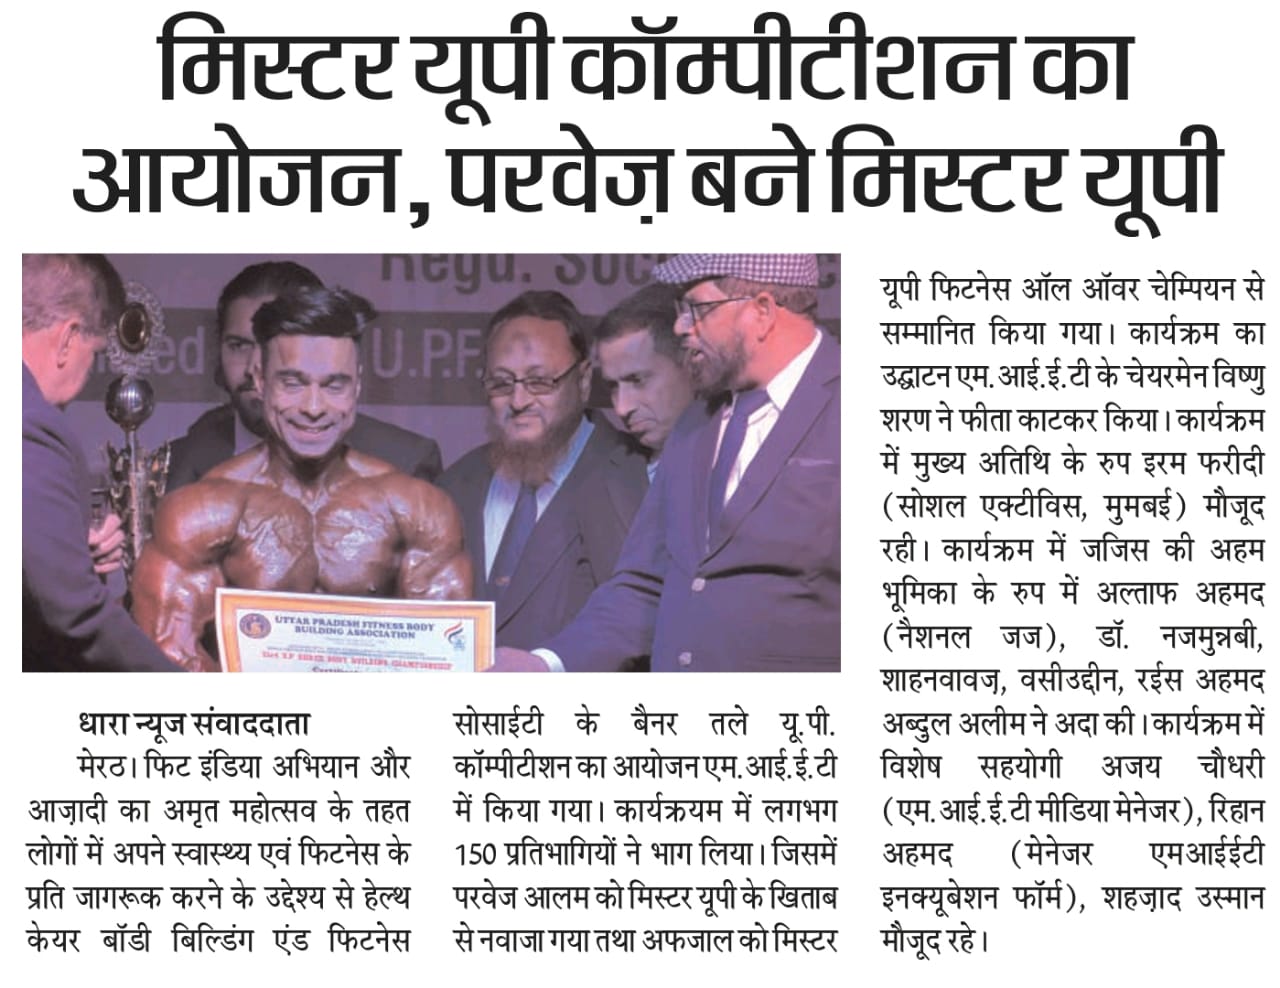 मिस्टर यूपी कॉम्पीटीशन का
आयोजन, परवेज़ बने मिस्टर यूपी
Regu. Soc
U.P.F.
UTTAR PRADESH FITNESS BODY
BUILDING ASSOCIATION
BODY BUILDING CHAMPIONSHIP
धारा न्यूज संवाददाता
मेरठ। फिट इंडिया अभियान और
आज़ादी का अमृत महोत्सव के तहत
लोगों में अपने स्वास्थ्य एवं फिटनेस के
प्रति जागरूक करने के उद्देश्य से हेल्थ
केयर बॉडी बिल्डिंग एंड फिटनेस
सोसाईटी के बैनर तले यू.पी.
कॉम्पीटीशन का आयोजन एम.आई.ई.टी
में किया गया। कार्यक्रयम में लगभग
150 प्रतिभागियों ने भाग लिया। जिसमें
परवेज आलम को मिस्टर यूपी के खिताब
से नवाजा गया तथा अफजाल को मिस्टर
यूपी फिटनेस ऑल ऑवर चेम्पियन से
सम्मानित किया गया। कार्यक्रम का
उद्घाटन एम.आई.ई.टी के चेयरमेन विष्णु
शरण ने फीता काटकर किया। कार्यक्रम
में मुख्य अतिथि के रुप इरम फरीदी
(सोशल एक्टीविस, मुमबई) मौजूद
रही। कार्यक्रम में जजिस की अहम
भूमिका के रुप में अल्ताफ अहमद
(नैशनल जज), डॉ. नजमुन्नबी,
शाहनवावज़, वसीउद्दीन, रईस अहमद
अब्दुल अलीम ने अदा की। कार्यक्रम में
विशेष सहयोगी अजय चौधरी
(एम.आई.ई.टी मीडिया मेनेजर), रिहान
अहमद (मेनेजर एमआईईटी
इनक्यूबेशन फॉर्म), शहज़ाद उस्मान
मौजूद रहे।